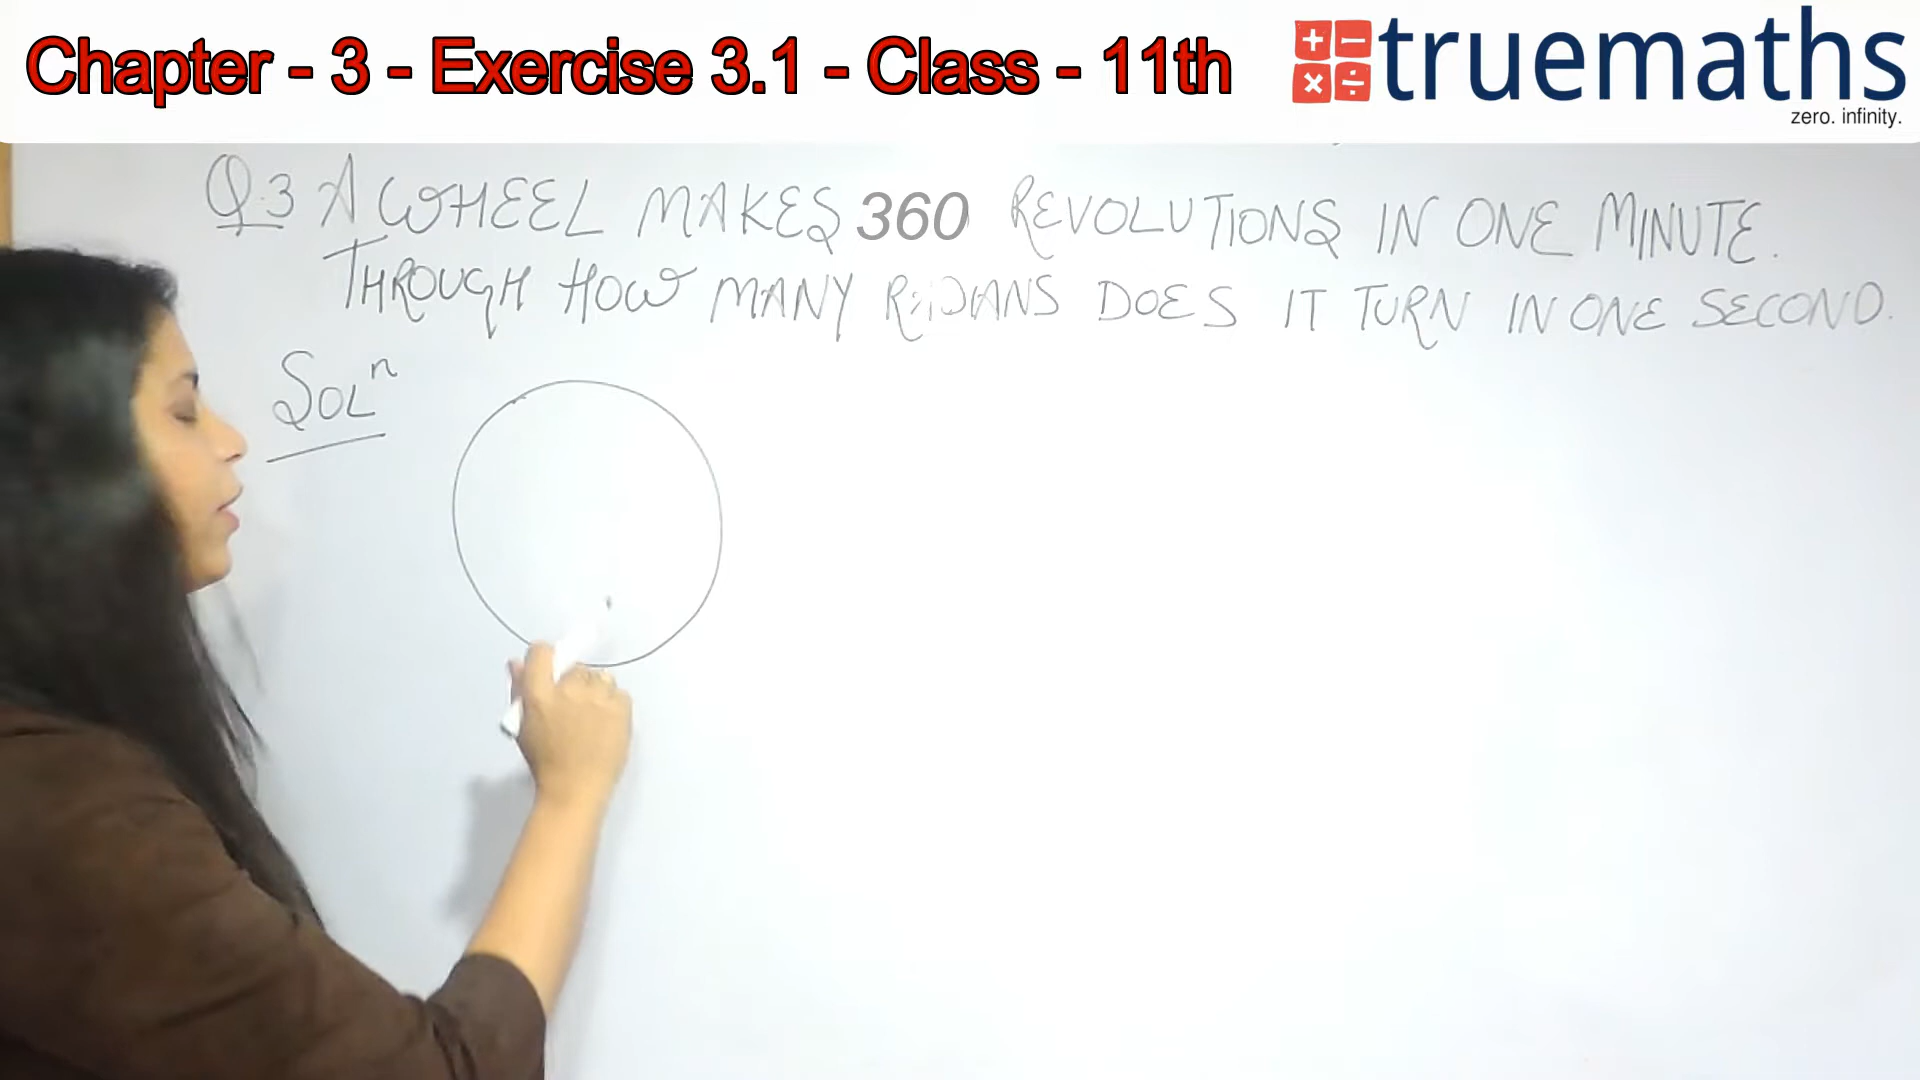 Chapter - 3 - Exercise 3.1 - Class - 11th
+ − × ÷ truemaths
zero. infinity.
Q.3 A WHEEL MAKES 360 REVOLUTIONS IN ONE MINUTE.
THROUGH HOW MANY RADIANS DOES IT TURN IN ONE SECOND.
SOLⁿ